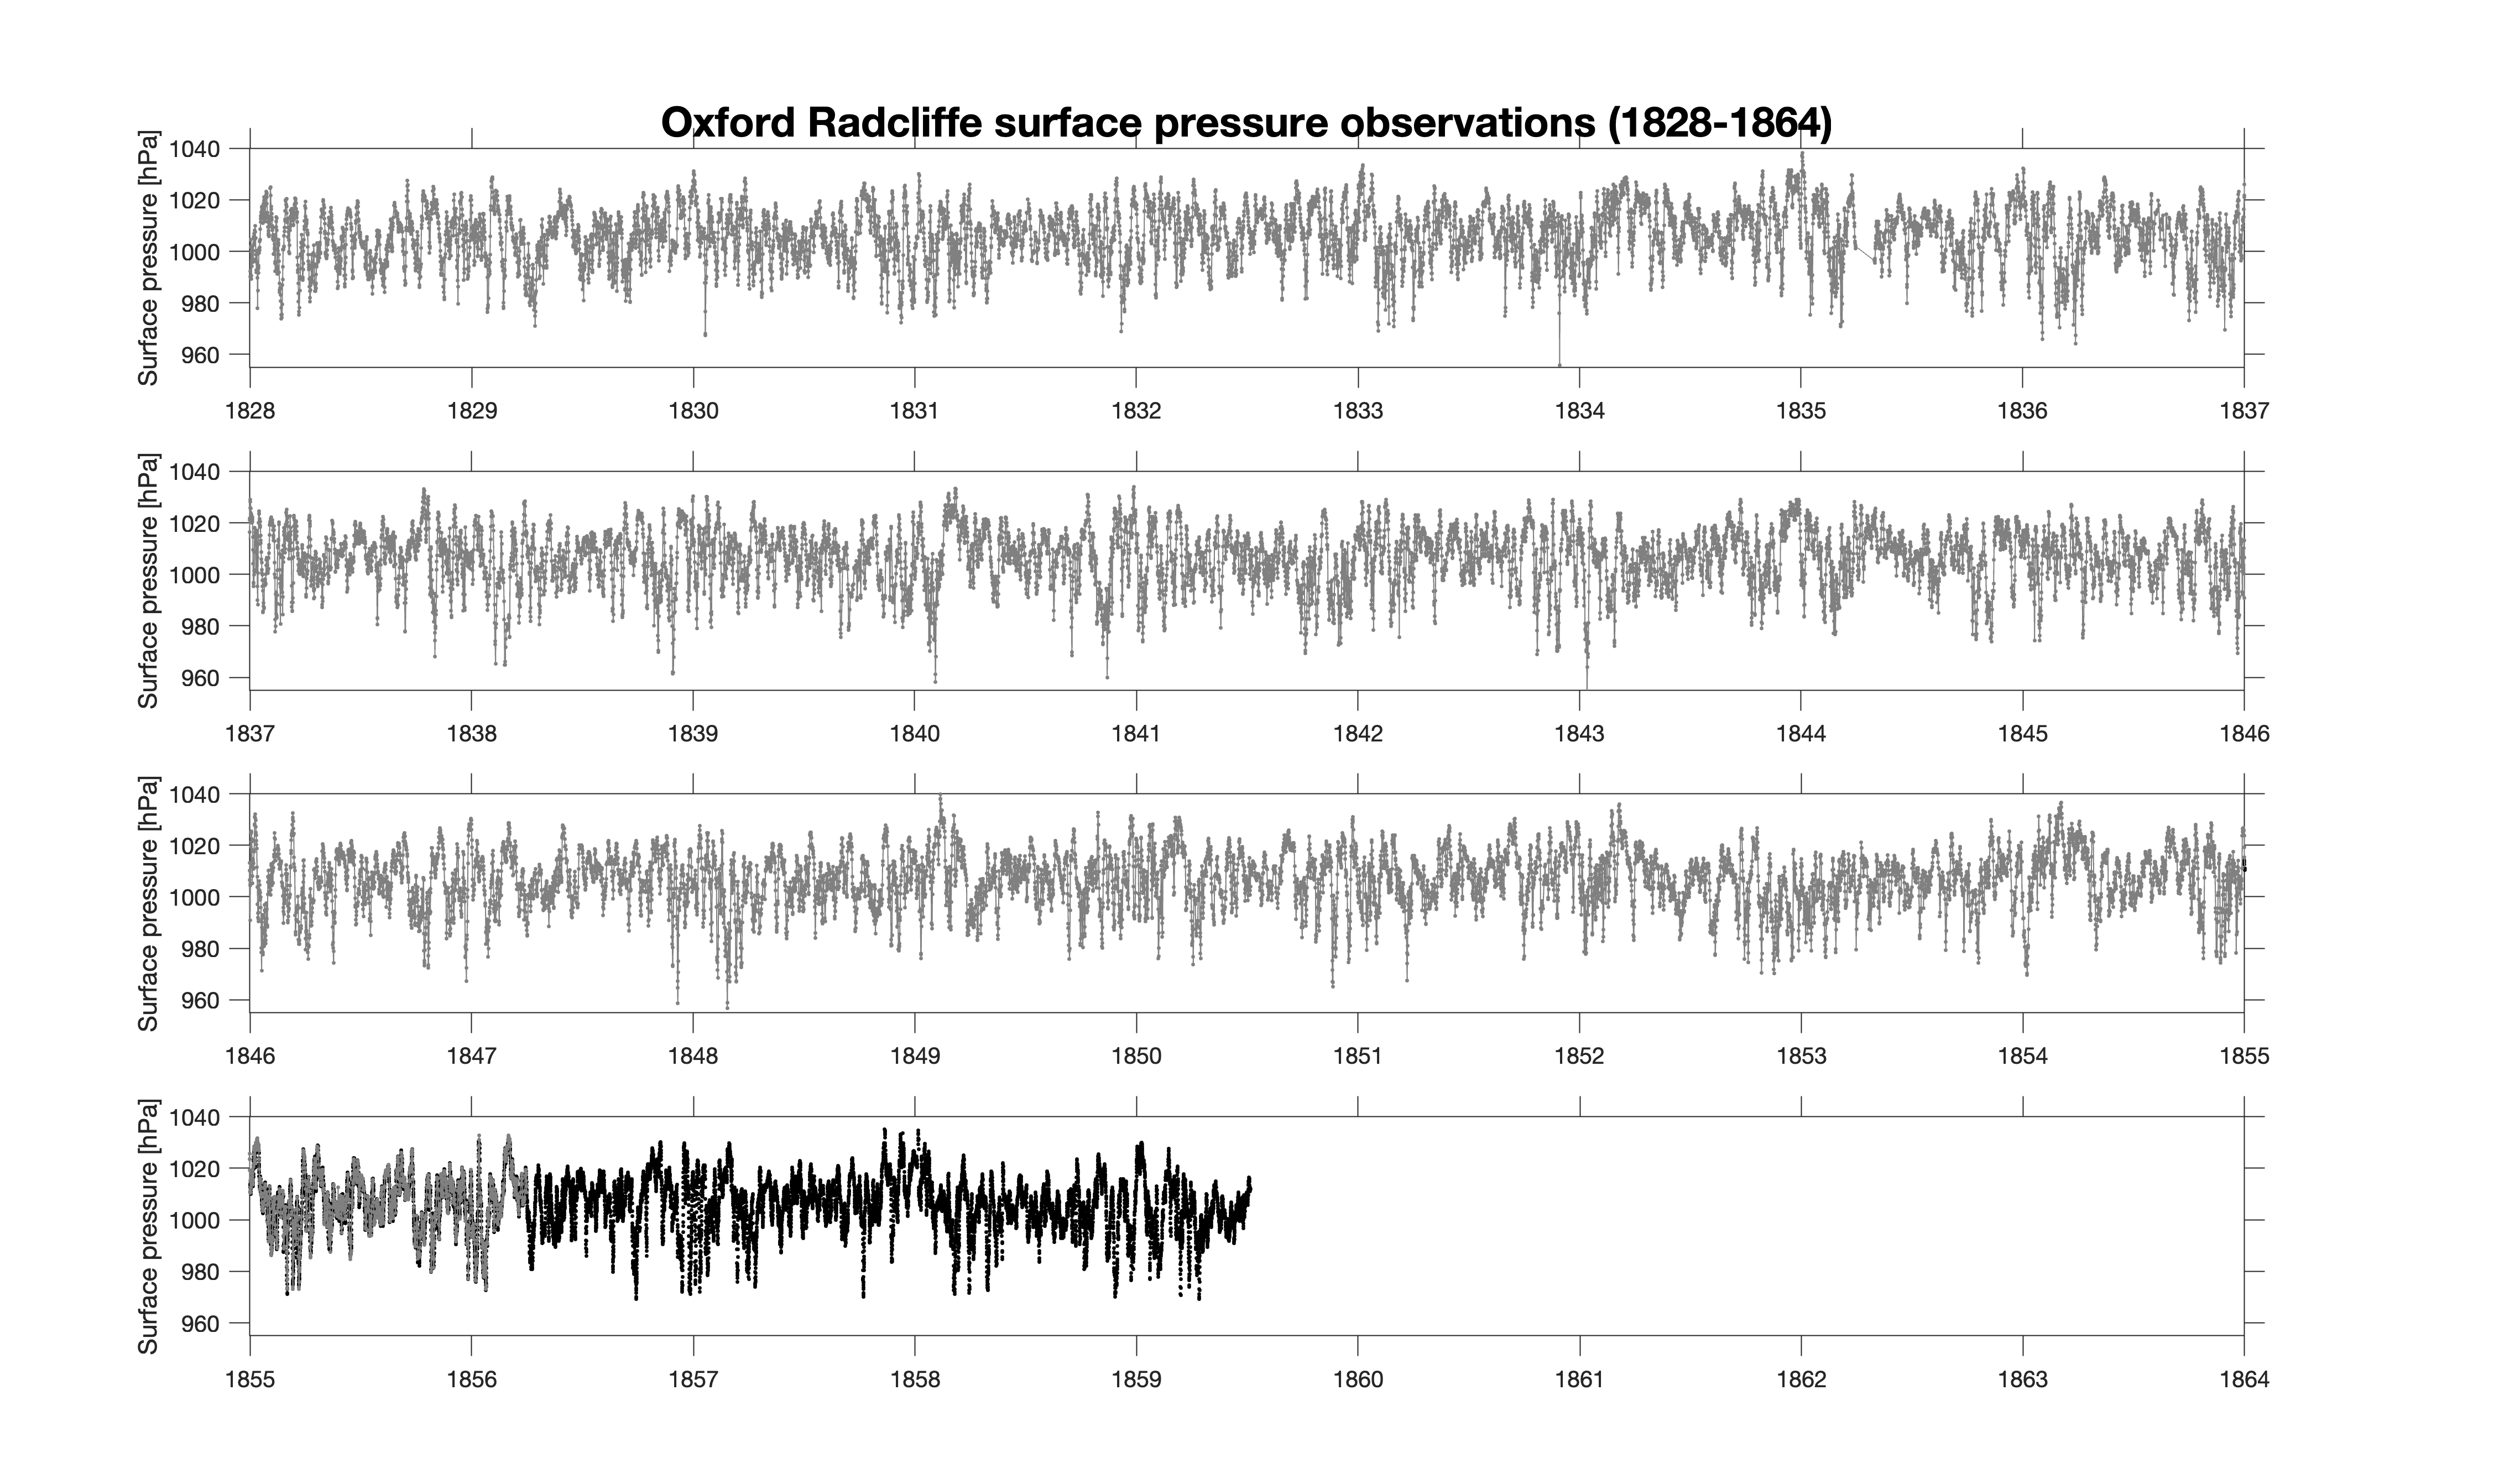 Oxford Radcliffe surface pressure observations (1828-1864)
Surface pressure [hPa]
1040
1020
1000
980
960
1828 1829 1830 1831 1832 1833 1834 1835 1836 1837
Surface pressure [hPa]
1040
1020
1000
980
960
1837 1838 1839 1840 1841 1842 1843 1844 1845 1846
Surface pressure [hPa]
1040
1020
1000
980
960
1846 1847 1848 1849 1850 1851 1852 1853 1854 1855
Surface pressure [hPa]
1040
1020
1000
980
960
1855 1856 1857 1858 1859 1860 1861 1862 1863 1864